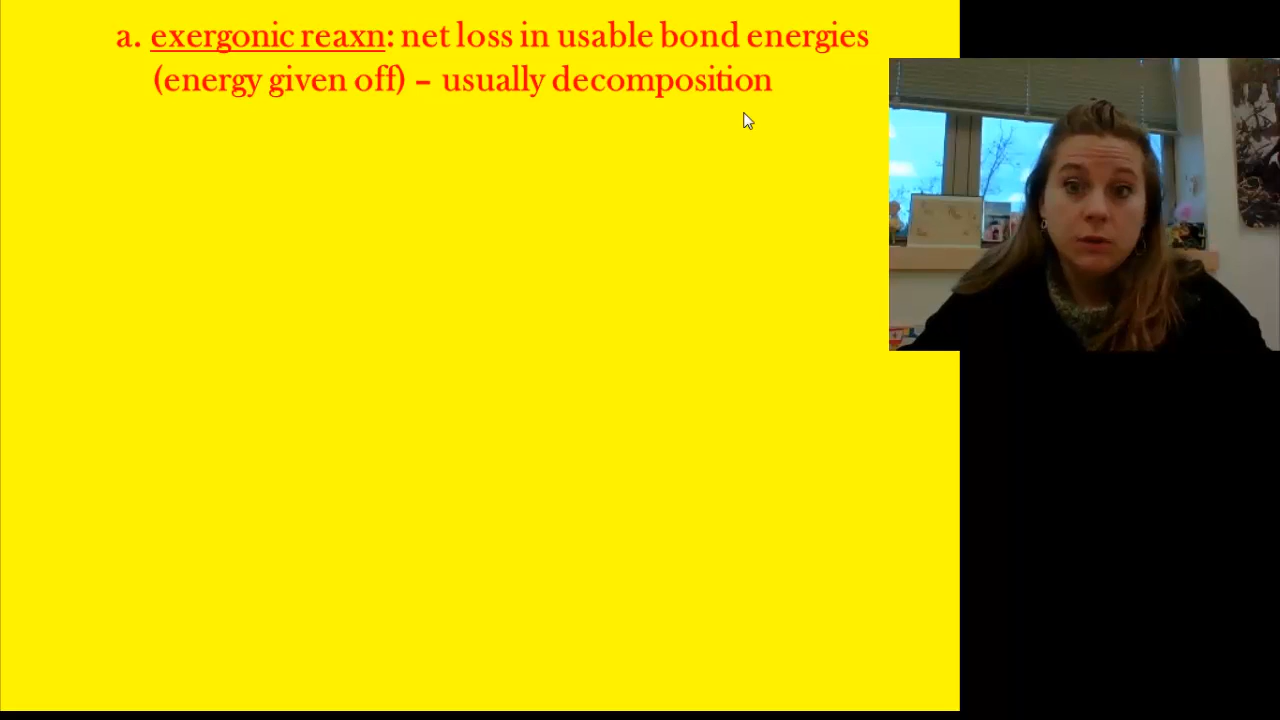 a. exergonic reaxn: net loss in usable bond energies
(energy given off) – usually decomposition